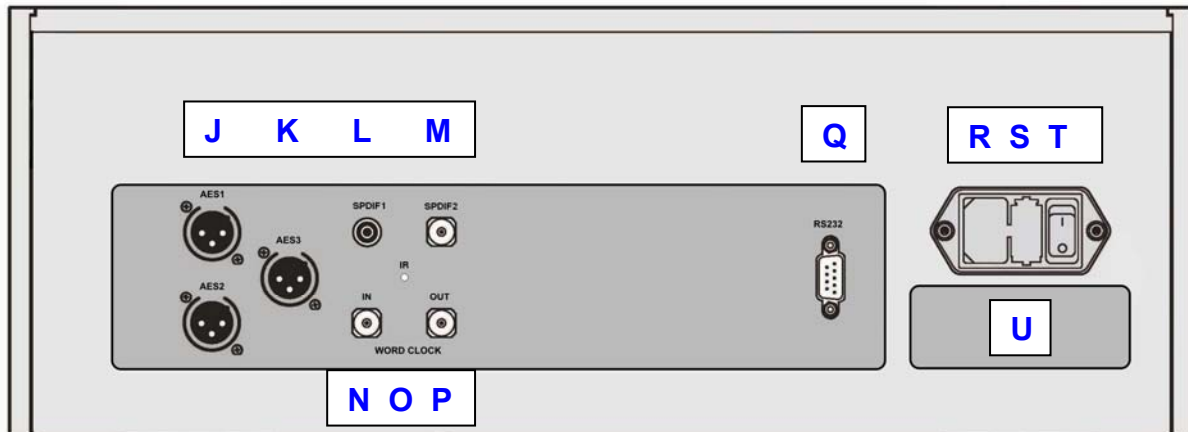 J K L M
Q
R S T
AES1
SPDIF1 SPDIF2
AES3
RS232
IR
AES2
IN OUT
WORD CLOCK
U
N O P